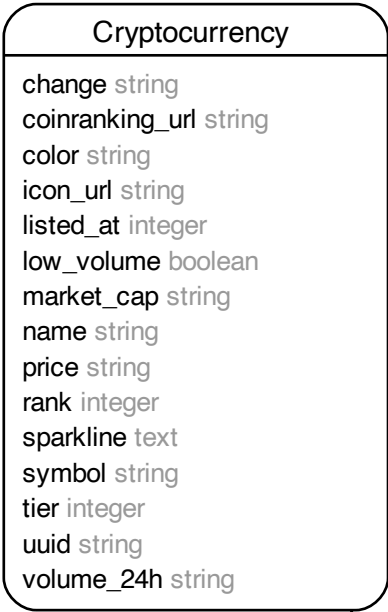 Cryptocurrency
change string
coinranking_url string
color string
icon_url string
listed_at integer
low_volume boolean
market_cap string
name string
price string
rank integer
sparkline text
symbol string
tier integer
uuid string
volume_24h string